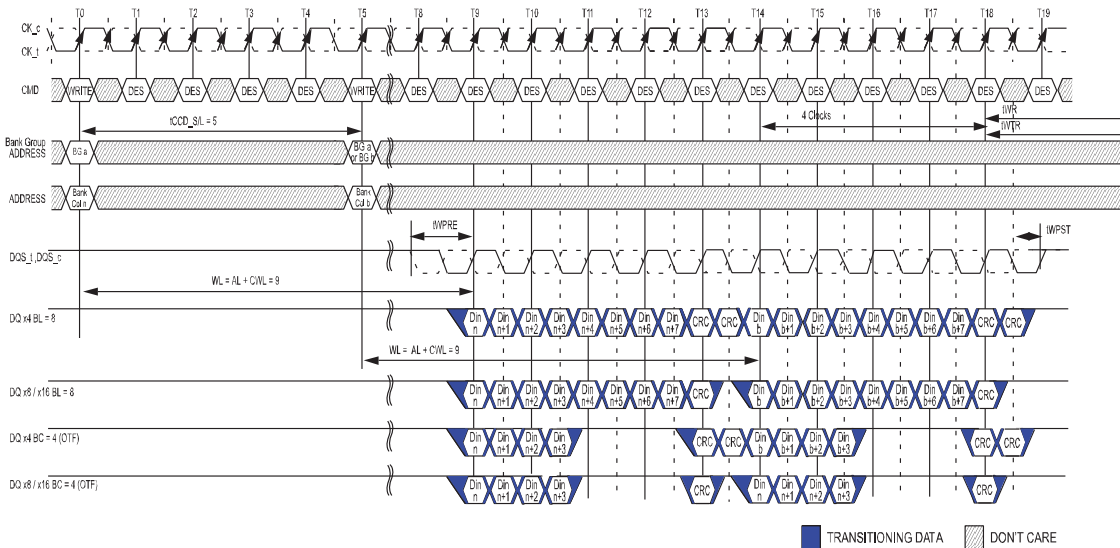 T0 T1 T2 T3 T4 T5 T8 T9 T10 T11 T12 T13 T14 T15 T16 T17 T18 T19
CK_c
CK_t
CMD WRITE DES DES DES DES WRITE DES DES DES DES DES DES DES DES DES DES DES DES
tCCD_S/L = 5
4 Clocks
tWR
tWTR
Bank Group
ADDRESS
BG a
BG a
or BG b
ADDRESS
Bank
Col n
Bank
Col b
tWPRE
tWPST
DQS_t ,DQS_c
WL = AL + CWL = 9
DQ x4 BL = 8
Din n Din n+1 Din n+2 Din n+3 Din n+4 Din n+5 Din n+6 Din n+7 CRC CRC Din b Din b+1 Din b+2 Din b+3 Din b+4 Din b+5 Din b+6 Din b+7 CRC CRC
WL = AL + CWL = 9
DQ x8 / x16 BL = 8
Din n Din n+1 Din n+2 Din n+3 Din n+4 Din n+5 Din n+6 Din n+7 CRC Din b Din b+1 Din b+2 Din b+3 Din b+4 Din b+5 Din b+6 Din b+7 CRC
DQ x4 BC = 4 (OTF)
Din n Din n+1 Din n+2 Din n+3 CRC CRC Din b Din b+1 Din b+2 Din b+3 CRC CRC
DQ x8 / x16 BC = 4 (OTF)
Din n Din n+1 Din n+2 Din n+3 CRC Din b Din b+1 Din b+2 Din b+3 CRC
TRANSITIONING DATA
DON'T CARE